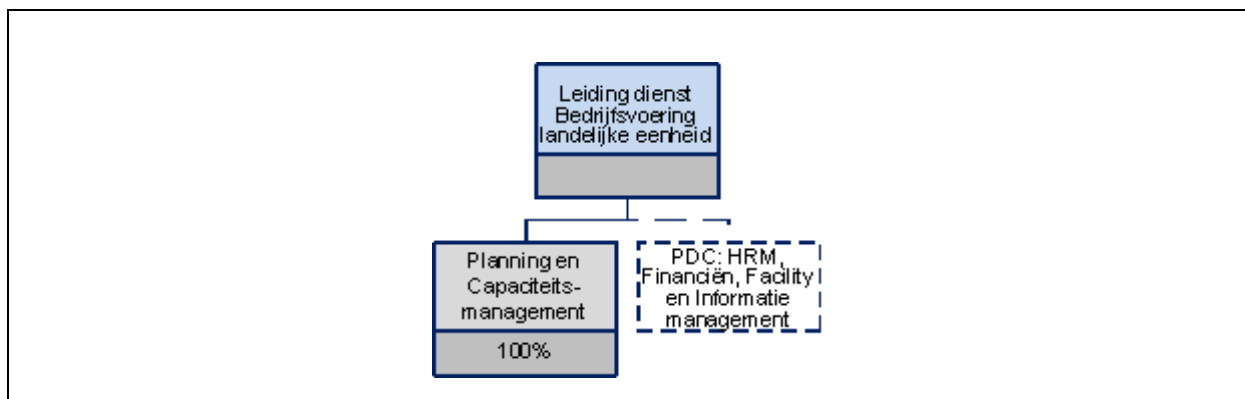 Leiding dienst
Bedrijfsvoering
landelijke eenheid
Planning en
Capaciteits-
management
100%
PDC: HRM,
Financiën, Facility
en Informatie
management